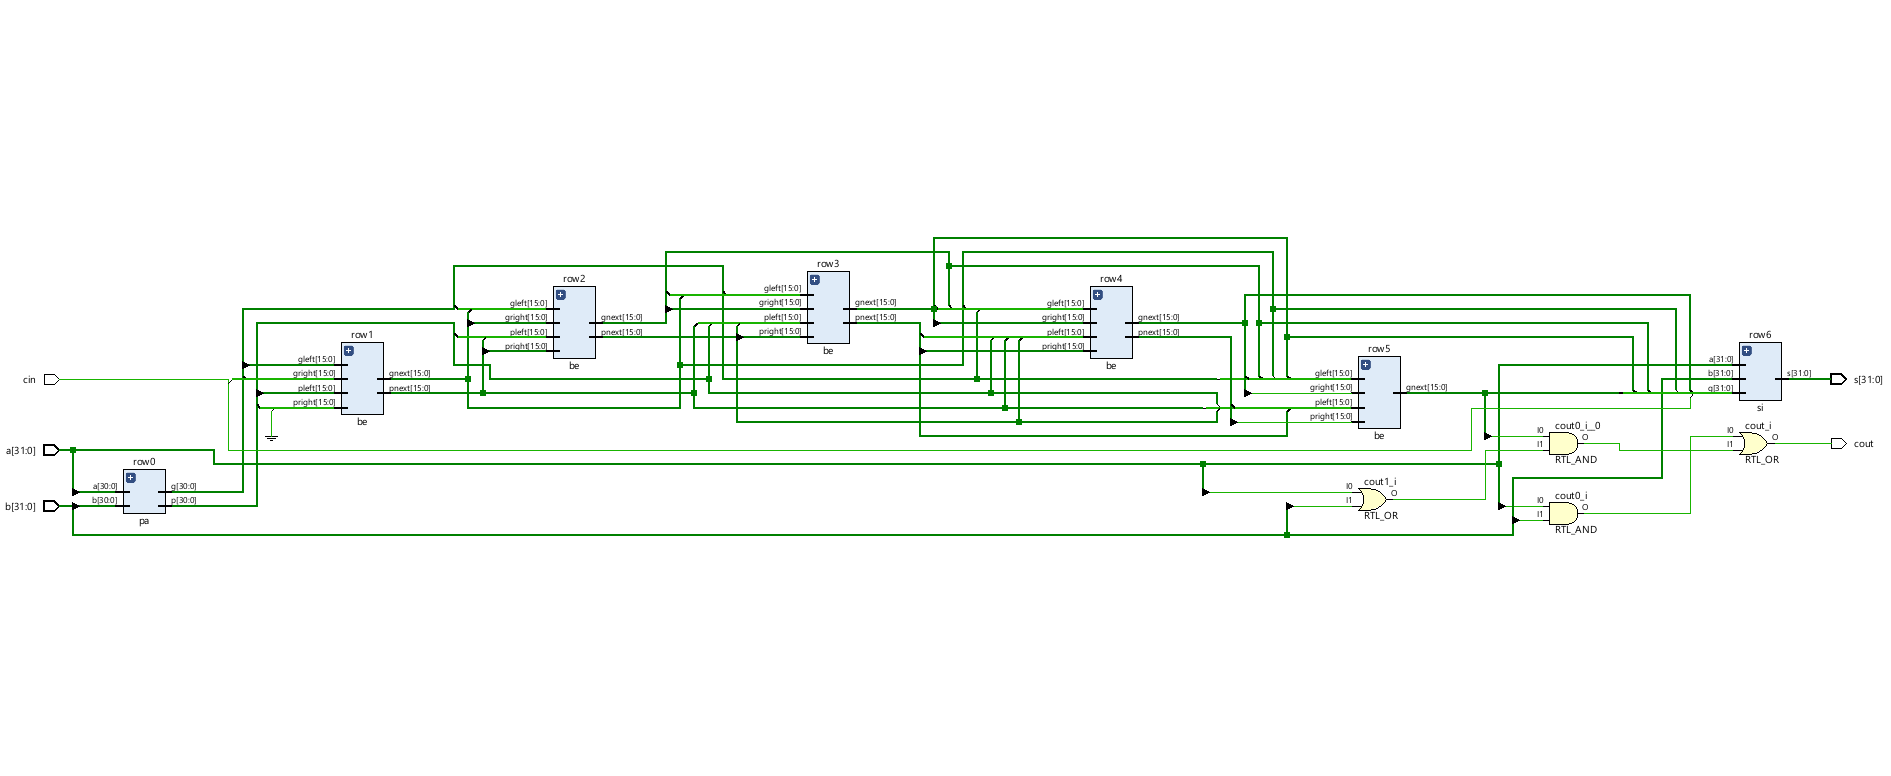 cin
a[31:0]
b[31:0]
row0
a[30:0]
b[30:0]
g[30:0]
p[30:0]
pa
row1
gleft[15:0]
gright[15:0]
pleft[15:0]
pright[15:0]
gnext[15:0]
pnext[15:0]
be
row2
gleft[15:0]
gright[15:0]
pleft[15:0]
pright[15:0]
gnext[15:0]
pnext[15:0]
be
row3
gleft[15:0]
gright[15:0]
pleft[15:0]
pright[15:0]
gnext[15:0]
pnext[15:0]
be
row4
gleft[15:0]
gright[15:0]
pleft[15:0]
pright[15:0]
gnext[15:0]
pnext[15:0]
be
row5
gleft[15:0]
gright[15:0]
pleft[15:0]
pright[15:0]
gnext[15:0]
be
cout1_i
I0
I1
O
RTL_OR
cout0_i__0
I0
I1
O
RTL_AND
cout0_i
I0
I1
O
RTL_AND
row6
a[31:0]
b[31:0]
g[31:0]
s[31:0]
si
cout_i
I0
I1
O
RTL_OR
s[31:0]
cout